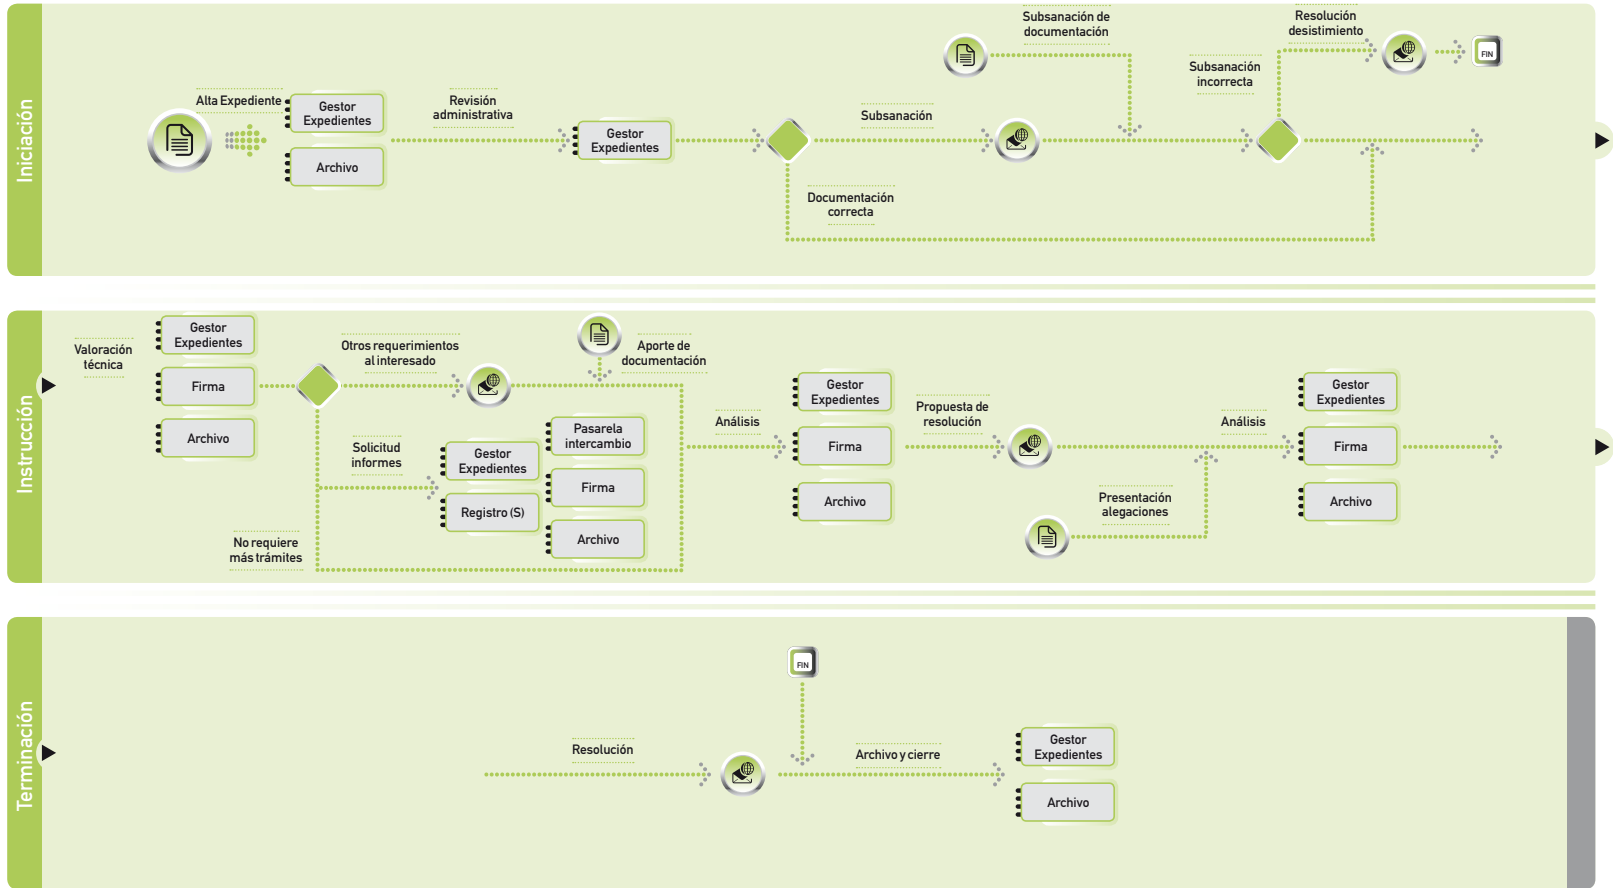 Iniciación
Alta Expediente
Gestor
Expedientes
Archivo
Revisión
administrativa
Gestor
Expedientes
Subsanación
Subsanación de
documentación
Documentación
correcta
Subsanación
incorrecta
Resolución
desistimiento
FIN
Instrucción
Valoración
técnica
Gestor
Expedientes
Firma
Archivo
Otros requerimientos
al interesado
Aporte de
documentación
Solicitud
informes
Gestor
Expedientes
Registro (S)
Pasarela
intercambio
Firma
Archivo
No requiere
más trámites
Análisis
Gestor
Expedientes
Firma
Archivo
Propuesta de
resolución
Presentación
alegaciones
Análisis
Gestor
Expedientes
Firma
Archivo
Terminación
Resolución
FIN
Archivo y cierre
Gestor
Expedientes
Archivo